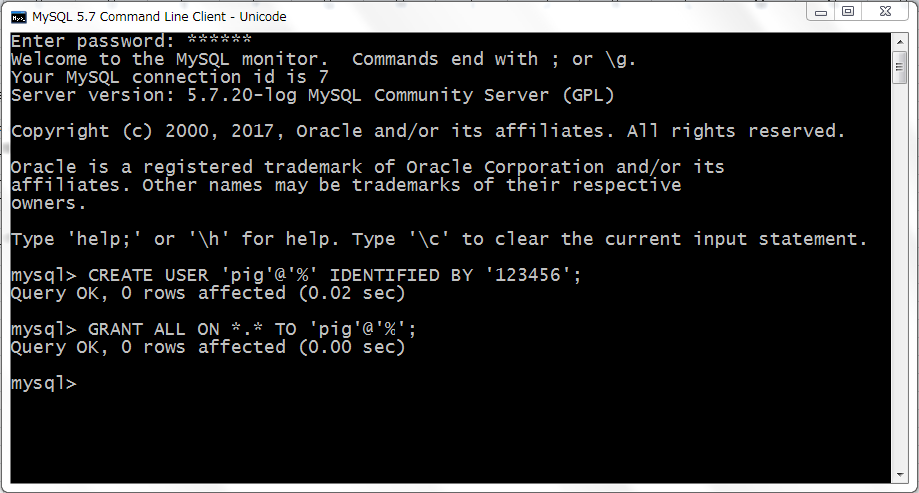 MySQL 5.7 Command Line Client - Unicode
Enter password: ******
Welcome to the MySQL monitor.  Commands end with ; or \g.
Your MySQL connection id is 7
Server version: 5.7.20-log MySQL Community Server (GPL)
Copyright (c) 2000, 2017, Oracle and/or its affiliates. All rights reserved.
Oracle is a registered trademark of Oracle Corporation and/or its
affiliates. Other names may be trademarks of their respective
owners.
Type 'help;' or '\h' for help. Type '\c' to clear the current input statement.
mysql> CREATE USER 'pig'@'%' IDENTIFIED BY '123456';
Query OK, 0 rows affected (0.02 sec)
mysql> GRANT ALL ON *.* TO 'pig'@'%';
Query OK, 0 rows affected (0.00 sec)
mysql>